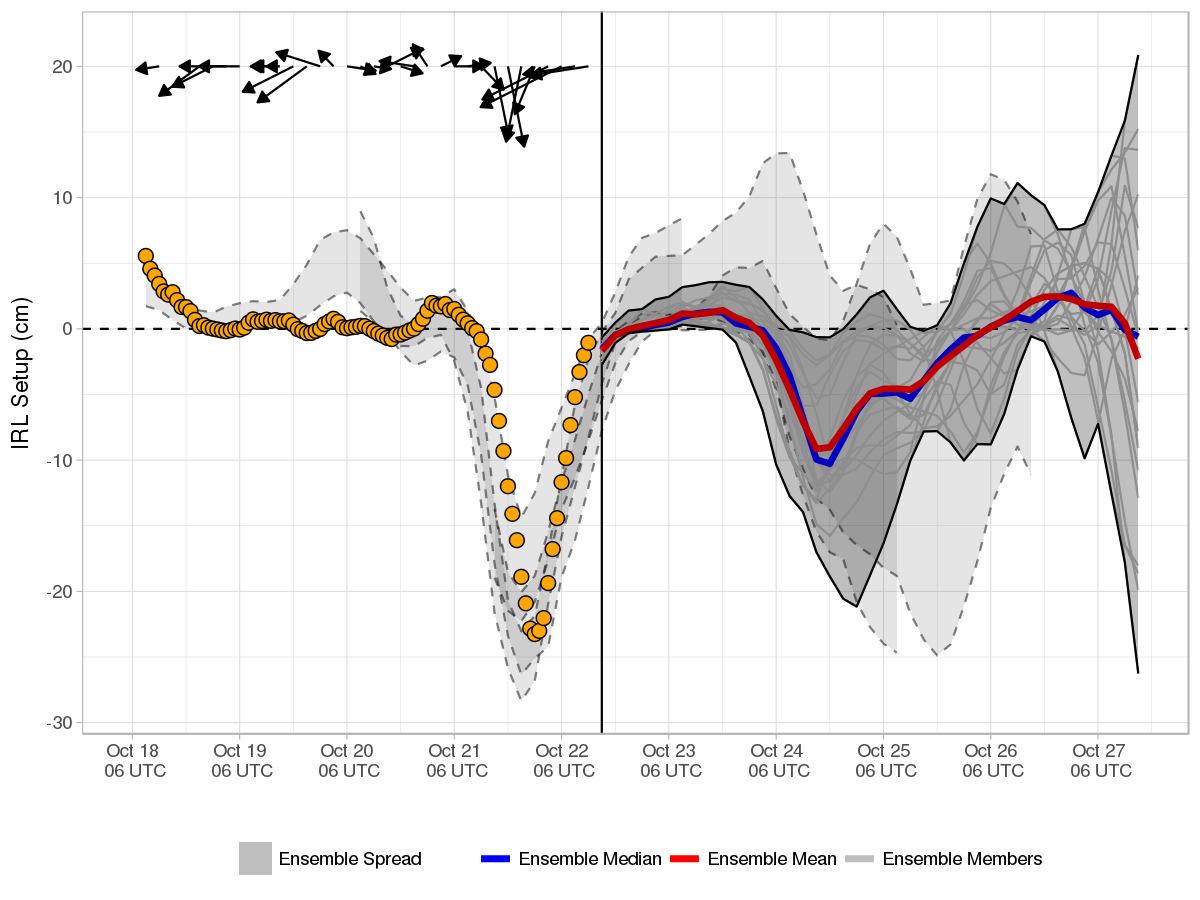 IRL Setup (cm)
20
10
0
-10
-20
-30
Oct 18 Oct 19 Oct 20 Oct 21 Oct 22 Oct 23 Oct 24 Oct 25 Oct 26 Oct 27
06 UTC 06 UTC 06 UTC 06 UTC 06 UTC 06 UTC 06 UTC 06 UTC 06 UTC 06 UTC
Ensemble Spread Ensemble Median Ensemble Mean Ensemble Members